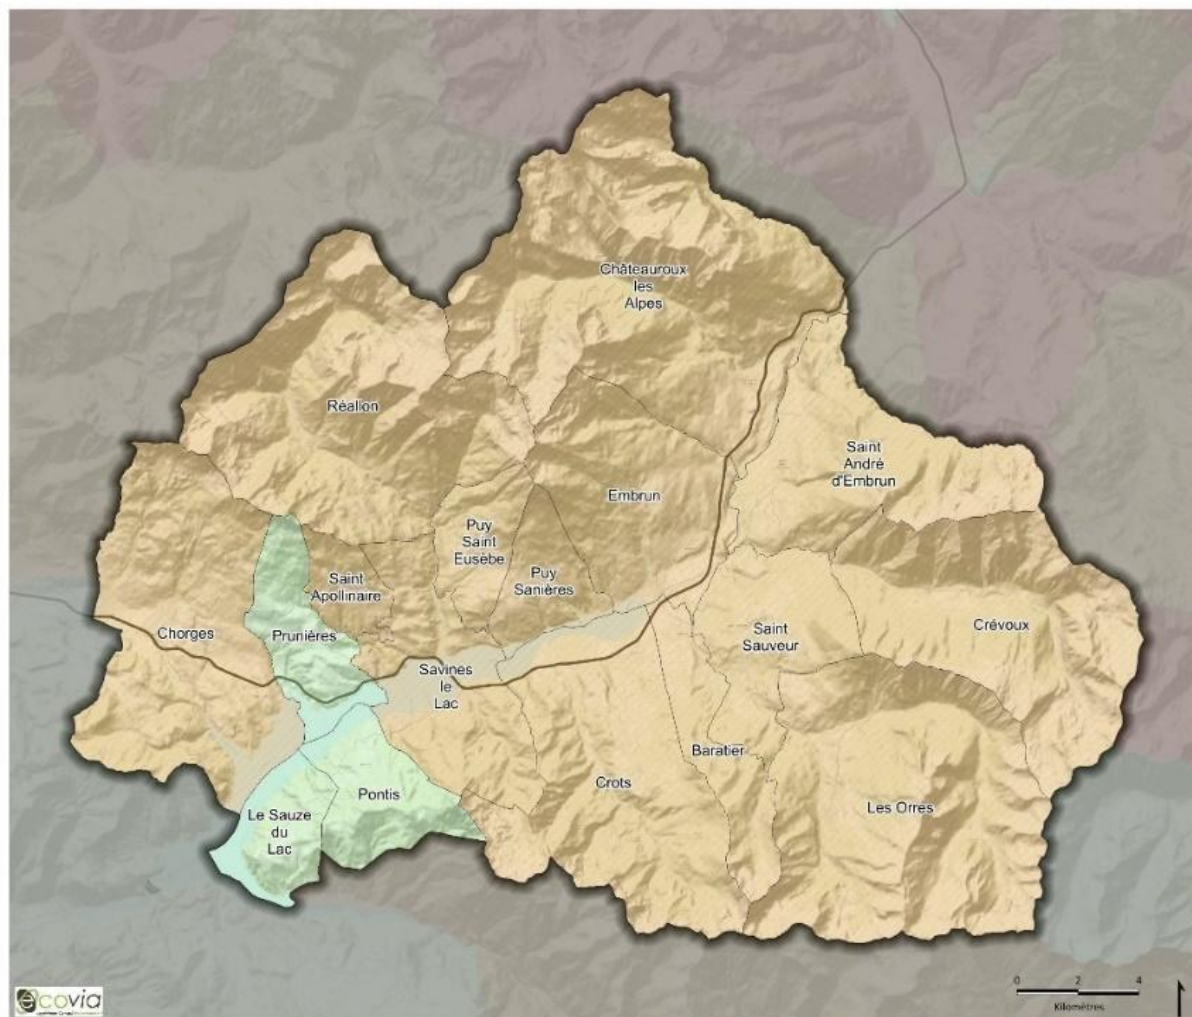 Châteauroux
les
Alpes
Réallon
Saint
André
d'Embrun
Embrun
Puy
Saint
Eusèbe
Puy
Sanières
Saint
Apollinaire
Chorges
Prunières
Saint
Sauveur
Crévoux
Savines
le
Lac
Baratier
Crots
Pontis
Les Orres
Le Sauze
du
Lac
écovia
0 2 4
Kilomètres